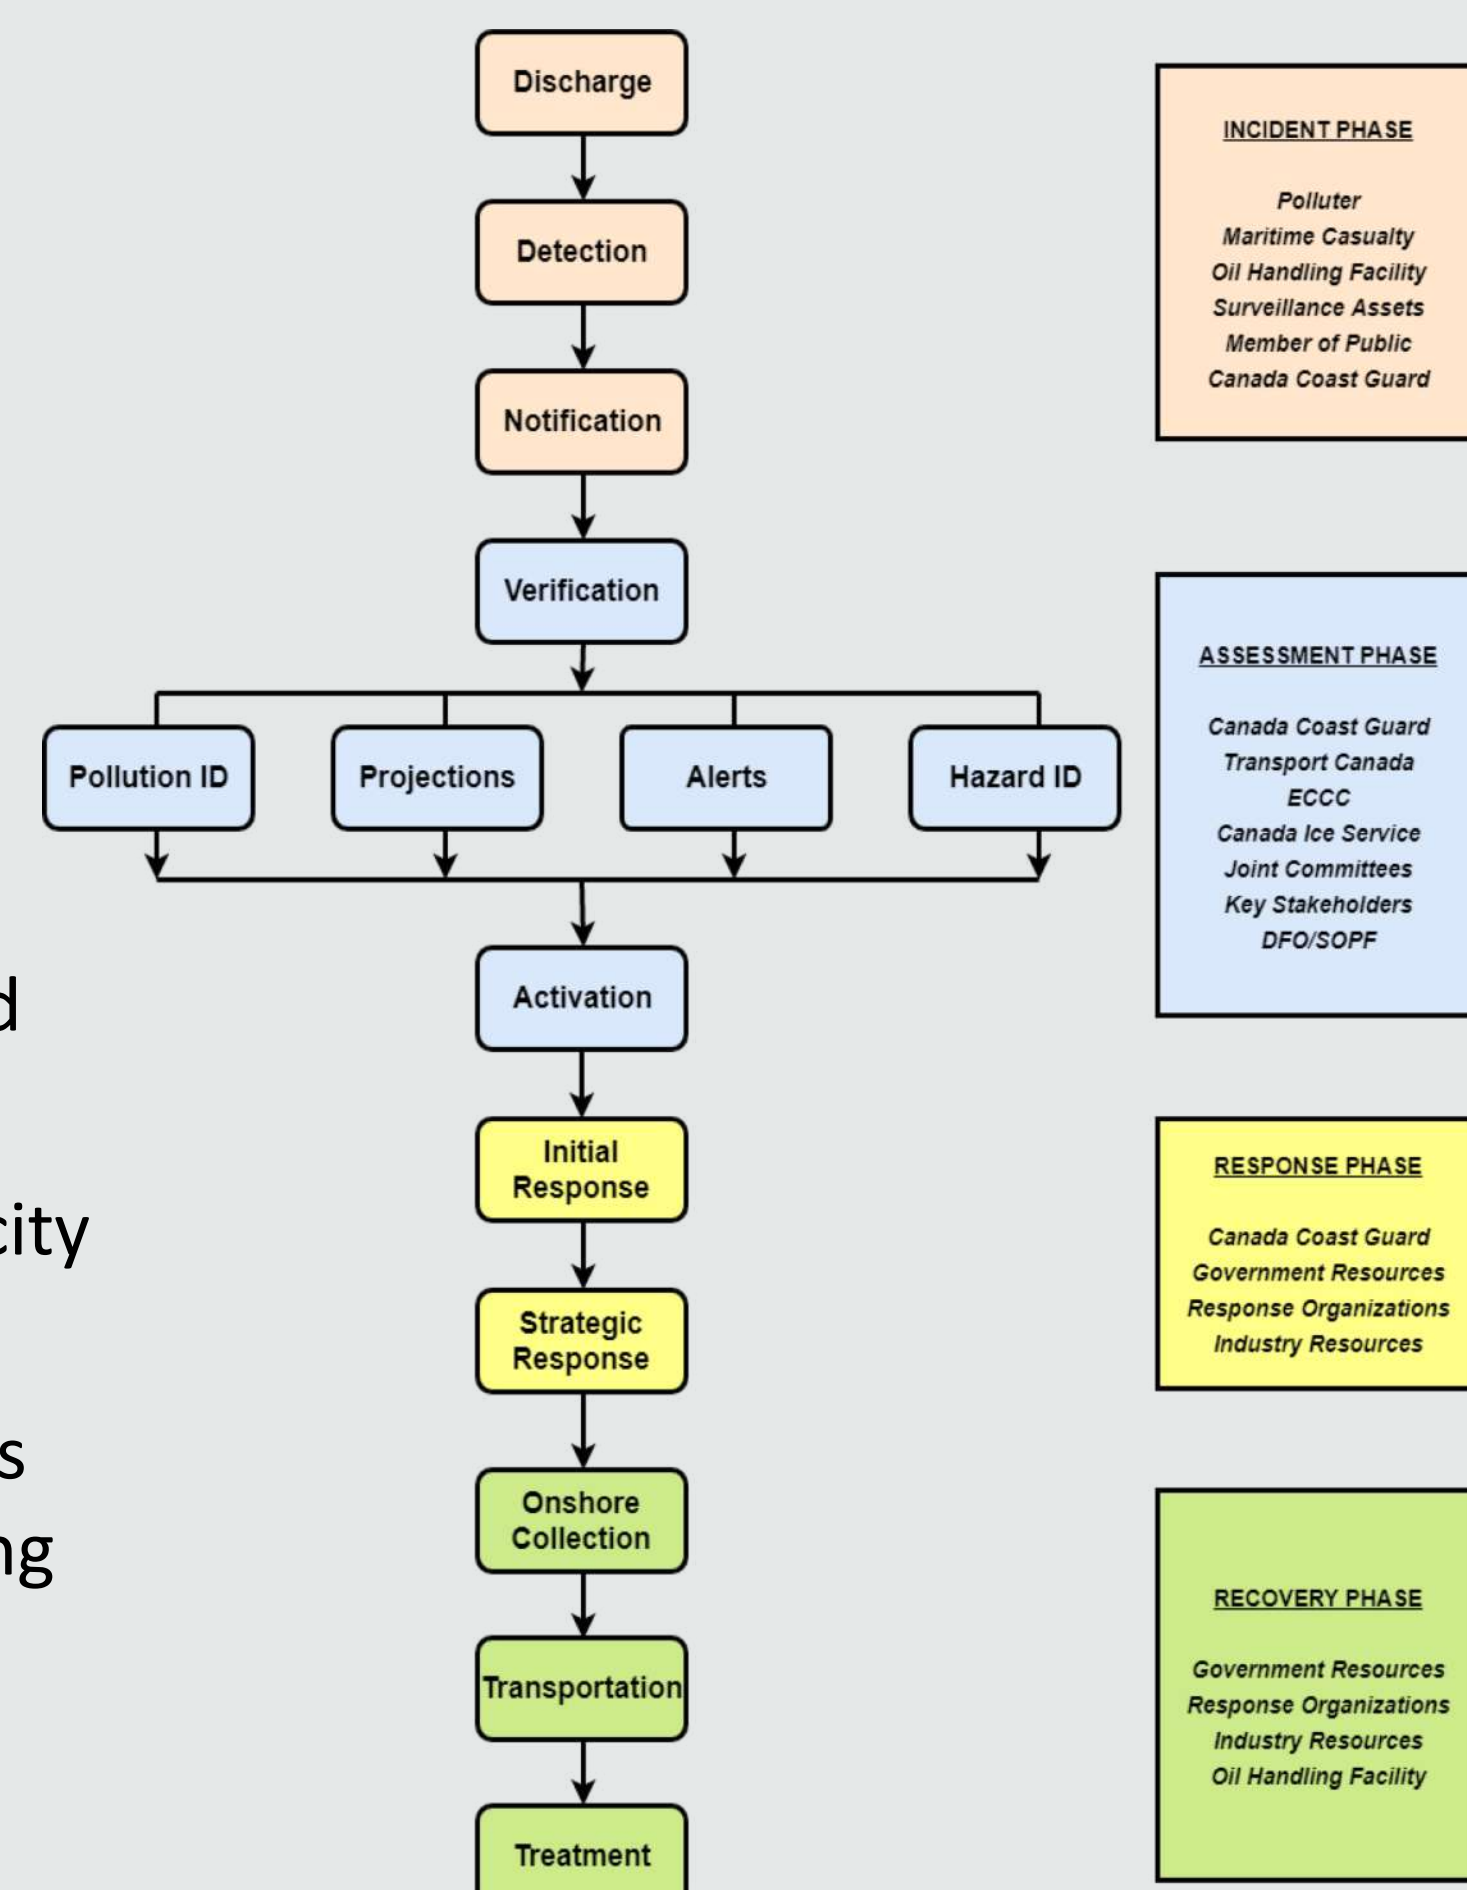 Discharge
Detection
Notification
Verification
Pollution ID
Projections
Alerts
Hazard ID
Activation
Initial
Response
Strategic
Response
Onshore
Collection
Transportation
Treatment
INCIDENT PHASE
Polluter
Maritime Casualty
Oil Handling Facility
Surveillance Assets
Member of Public
Canada Coast Guard
ASSESSMENT PHASE
Canada Coast Guard
Transport Canada
ECCC
Canada Ice Service
Joint Committees
Key Stakeholders
DFO/SOPF
RESPONSE PHASE
Canada Coast Guard
Government Resources
Response Organizations
Industry Resources
RECOVERY PHASE
Government Resources
Response Organizations
Industry Resources
Oil Handling Facility